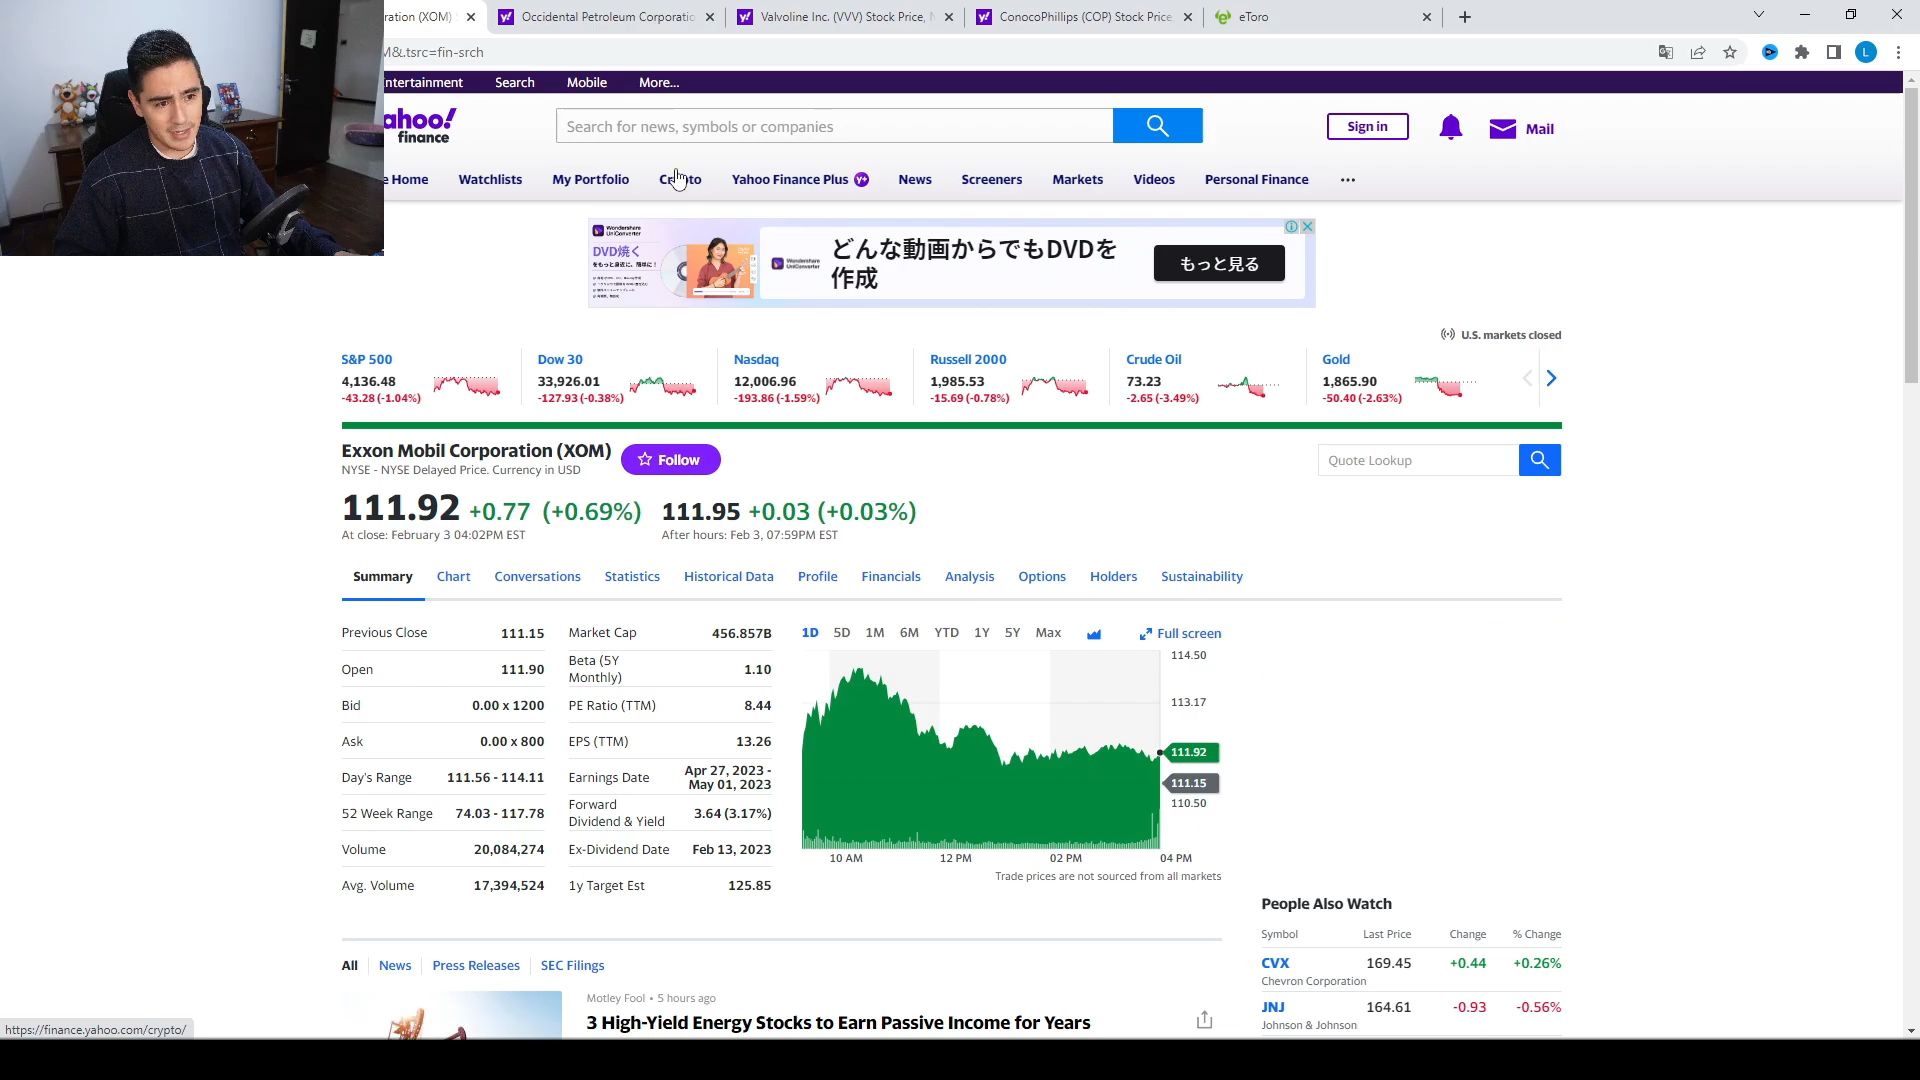 ration (XOM)
Occidental Petroleum Corporatio
Valvoline Inc. (VVV) Stock Price, N
ConocoPhillips (COP) Stock Price
eToro
M&.tsrc=fin-srch
L
ntertainment
Search
Mobile
More...
ahoo!
finance
Search for news, symbols or companies
Sign in
Mail
e Home
Watchlists
My Portfolio
Crypto
Yahoo Finance Plus
News
Screeners
Markets
Videos
Personal Finance
Wondershare
UniConverter
DVD焼く
をもっと身近に、簡単に!
Wondershare
UniConverter
どんな動画からでもDVDを
作成
もっと見る
U.S. markets closed
S&P 500
4,136.48
-43.28 (-1.04%)
Dow 30
33,926.01
-127.93 (-0.38%)
Nasdaq
12,006.96
-193.86 (-1.59%)
Russell 2000
1,985.53
-15.69 (-0.78%)
Crude Oil
73.23
-2.65 (-3.49%)
Gold
1,865.90
-50.40 (-2.63%)
Exxon Mobil Corporation (XOM)
Follow
NYSE - NYSE Delayed Price. Currency in USD
Quote Lookup
111.92 +0.77 (+0.69%)
At close: February 3 04:02PM EST
111.95 +0.03 (+0.03%)
After hours: Feb 3, 07:59PM EST
Summary
Chart
Conversations
Statistics
Historical Data
Profile
Financials
Analysis
Options
Holders
Sustainability
Previous Close 111.15
Open 111.90
Bid 0.00 x 1200
Ask 0.00 x 800
Day's Range 111.56 - 114.11
52 Week Range 74.03 - 117.78
Volume 20,084,274
Avg. Volume 17,394,524
Market Cap 456.857B
Beta (5Y
Monthly) 1.10
PE Ratio (TTM) 8.44
EPS (TTM) 13.26
Earnings Date Apr 27, 2023 -
May 01, 2023
Forward
Dividend & Yield 3.64 (3.17%)
Ex-Dividend Date Feb 13, 2023
1y Target Est 125.85
1D 5D 1M 6M YTD 1Y 5Y Max
Full screen
114.50
113.17
111.92
111.15
110.50
10 AM
12 PM
02 PM
04 PM
Trade prices are not sourced from all markets
People Also Watch
Symbol Last Price Change % Change
CVX 169.45 +0.44 +0.26%
Chevron Corporation
JNJ 164.61 -0.93 -0.56%
Johnson & Johnson
All
News
Press Releases
SEC Filings
Motley Fool • 5 hours ago
3 High-Yield Energy Stocks to Earn Passive Income for Years
https://finance.yahoo.com/crypto/